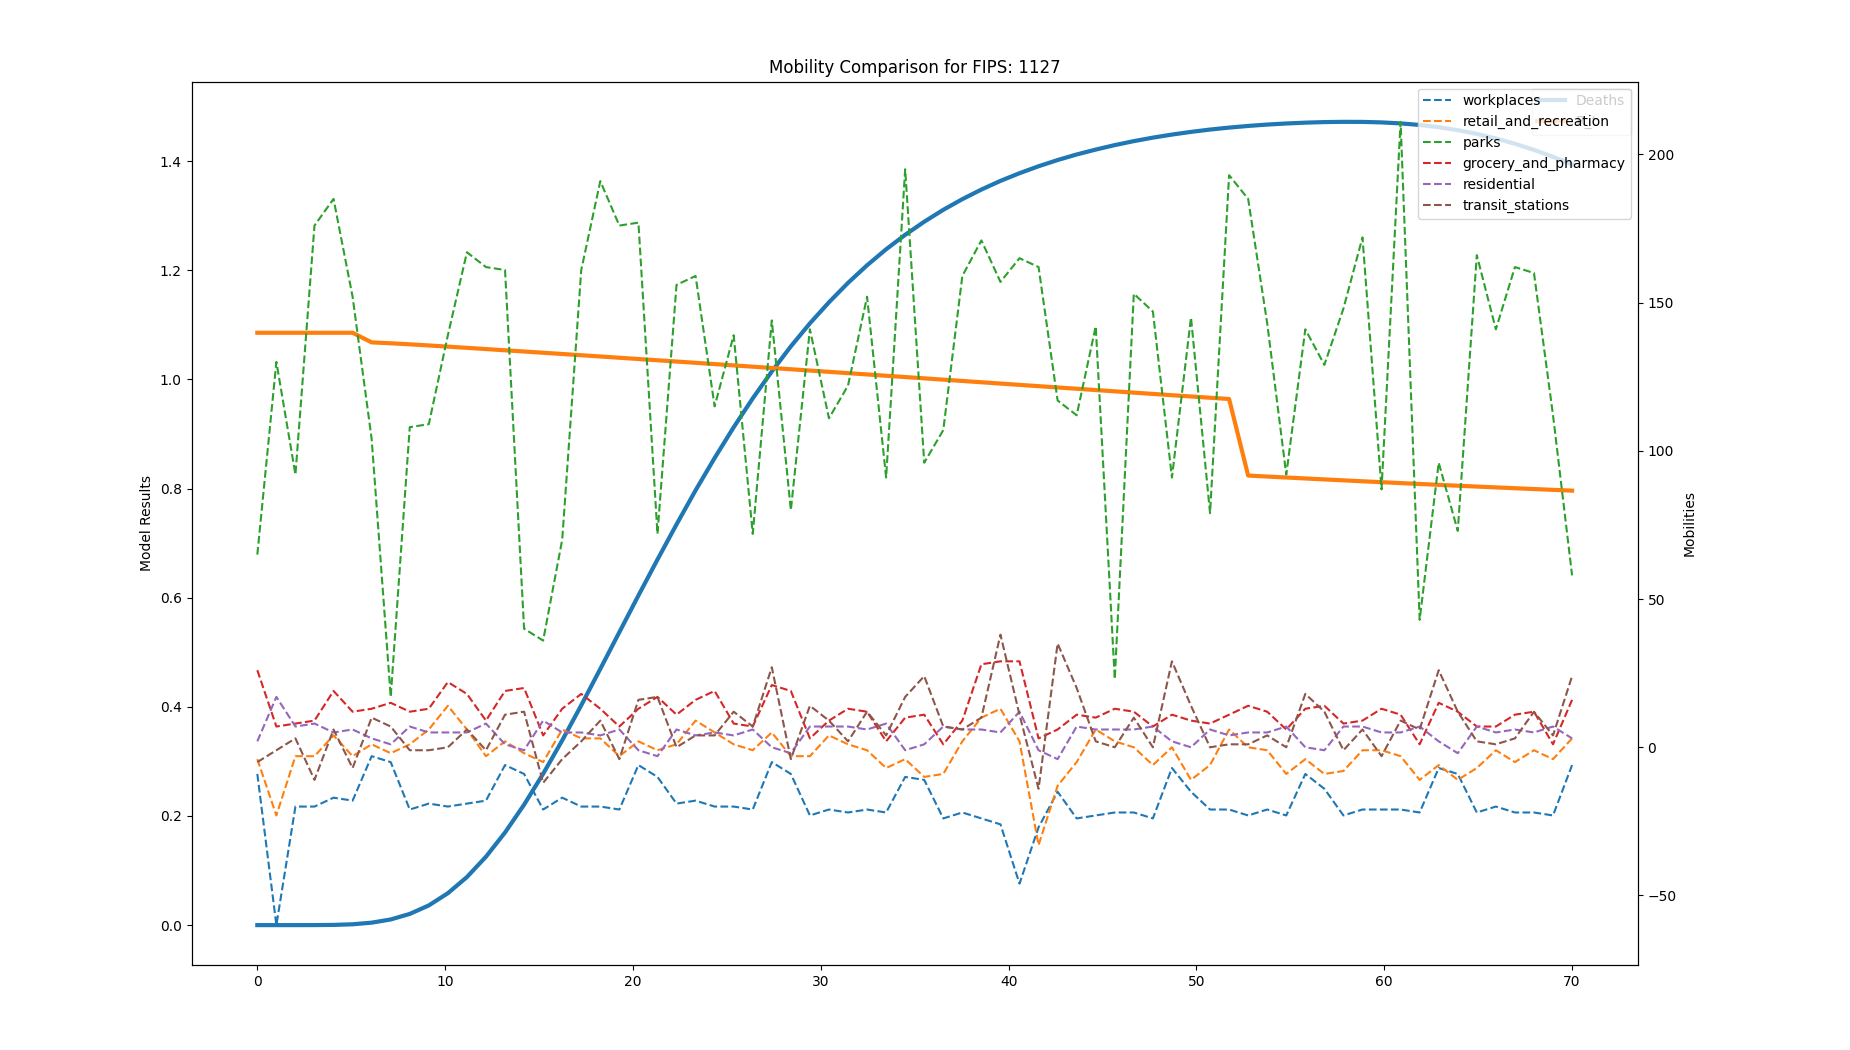 Mobility Comparison for FIPS: 1127
Model Results
1.4
1.2
1.0
0.8
0.6
0.4
0.2
0.0
0
10
20
30
40
50
60
70
200
150
100
50
0
−50
Mobilities
workplaces
retail_and_recreation
parks
grocery_and_pharmacy
residential
transit_stations
Deaths